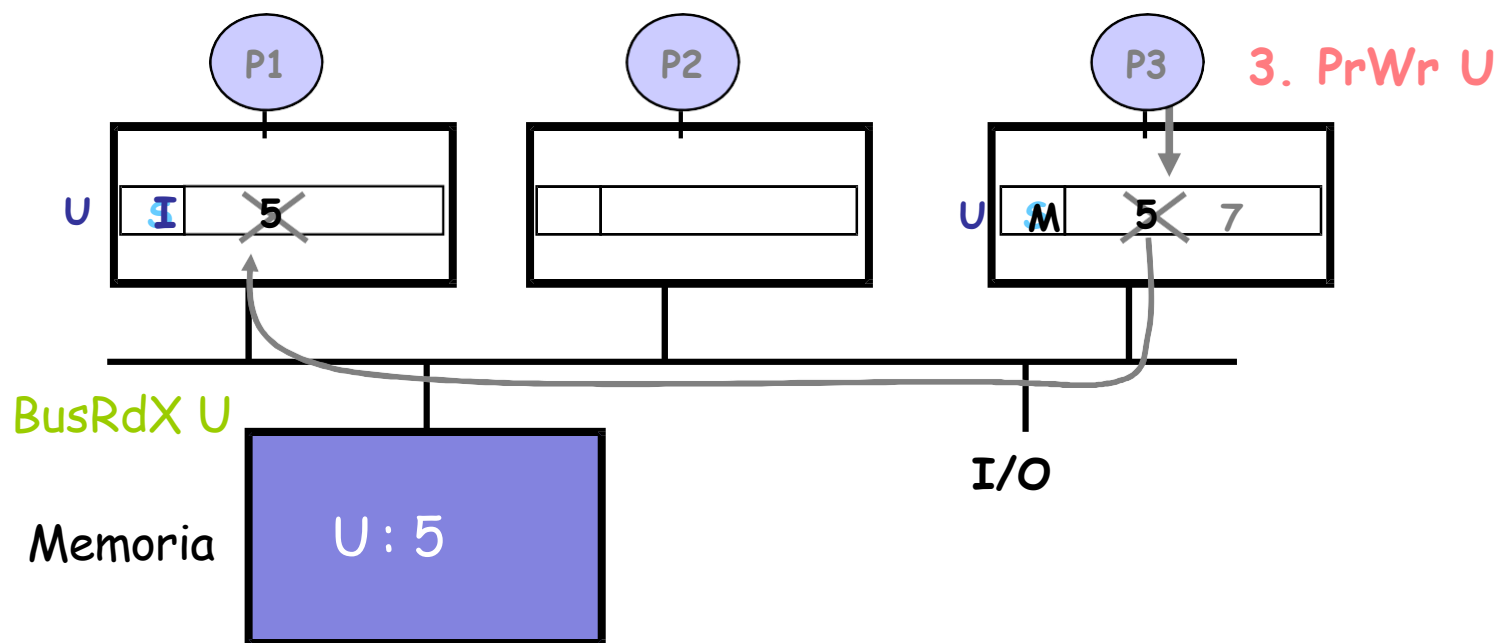 P1
P2
P3
3. PrWr U
U
S I
5
U
S M
5 7
BusRdX U
I/O
Memoria
U : 5